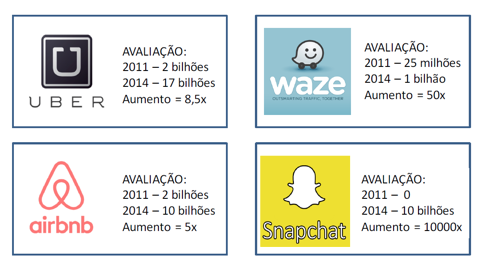 U
UBER
AVALIAÇÃO:
2011 – 2 bilhões
2014 – 17 bilhões
Aumento = 8,5x
waze
OUTSMARTING TRAFFIC, TOGETHER
AVALIAÇÃO:
2011 – 25 milhões
2014 – 1 bilhão
Aumento = 50x
airbnb
AVALIAÇÃO:
2011 – 2 bilhões
2014 – 10 bilhões
Aumento = 5x
Snapchat
AVALIAÇÃO:
2011 – 0
2014 – 10 bilhões
Aumento = 10000x